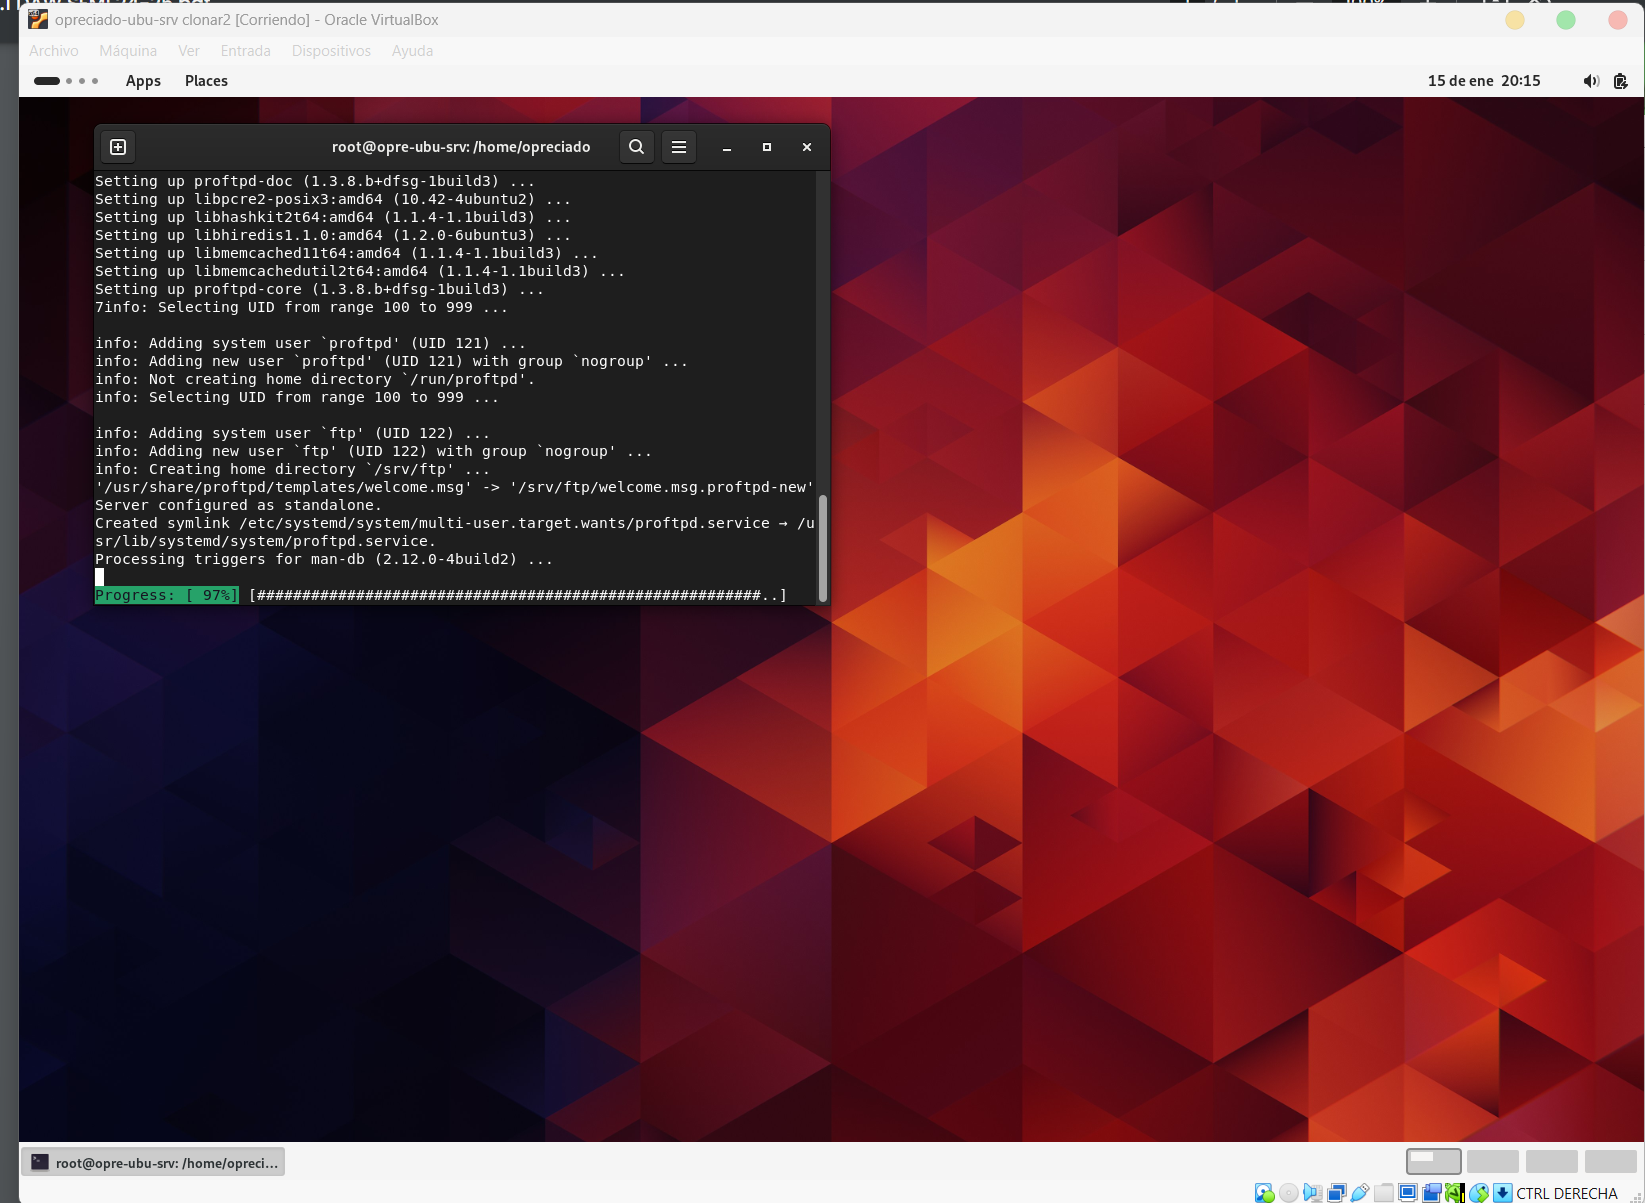 opreciado-ubu-srv clonar2 [Corriendo] - Oracle VirtualBox
Archivo Máquina Ver Entrada Dispositivos Ayuda
Apps Places 15 de ene 20:15
root@opre-ubu-srv: /home/opreciado
Setting up proftpd-doc (1.3.8.b+dfsg-1build3) ...
Setting up libpcre2-posix3:amd64 (10.42-4ubuntu2) ...
Setting up libhashkit2t64:amd64 (1.1.4-1.1build3) ...
Setting up libhiredis1.1.0:amd64 (1.2.0-6ubuntu3) ...
Setting up libmemcached11t64:amd64 (1.1.4-1.1build3) ...
Setting up libmemcachedutil2t64:amd64 (1.1.4-1.1build3) ...
Setting up proftpd-core (1.3.8.b+dfsg-1build3) ...
7info: Selecting UID from range 100 to 999 ...
info: Adding system user `proftpd' (UID 121) ...
info: Adding new user `proftpd' (UID 121) with group `nogroup' ...
info: Not creating home directory `/run/proftpd'.
info: Selecting UID from range 100 to 999 ...
info: Adding system user `ftp' (UID 122) ...
info: Adding new user `ftp' (UID 122) with group `nogroup' ...
info: Creating home directory `/srv/ftp' ...
'/usr/share/proftpd/templates/welcome.msg' -> '/srv/ftp/welcome.msg.proftpd-new'
Server configured as standalone.
Created symlink /etc/systemd/system/multi-user.target.wants/proftpd.service → /u
sr/lib/systemd/system/proftpd.service.
Processing triggers for man-db (2.12.0-4build2) ...
Progress: [ 97%] [########################################################..]
root@opre-ubu-srv: /home/opreci...
CTRL DERECHA